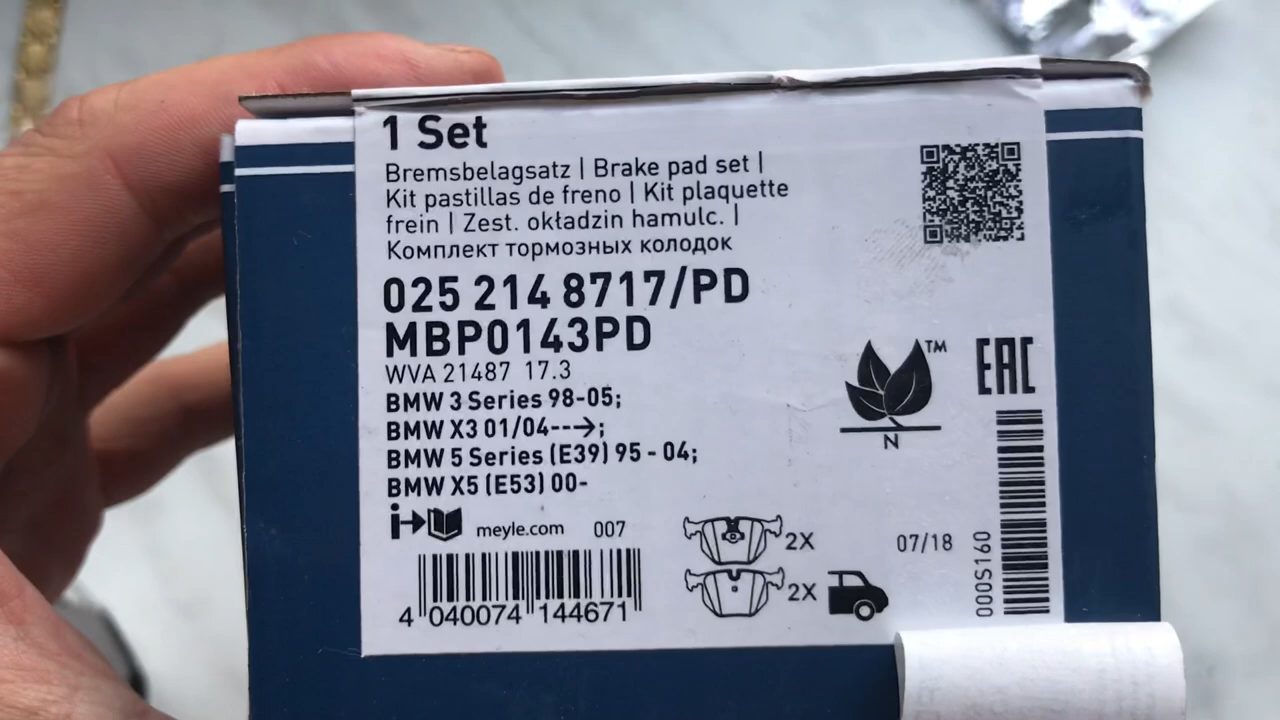 1 Set
Bremsbelagsatz | Brake pad set |
Kit pastillas de freno | Kit plaquette
frein | Zest. okładzin hamulc. |
Комплект тормозных колодок
025 214 8717/PD
MBP0143PD
WVA 21487 17.3
BMW 3 Series 98-05;
BMW X3 01/04--→;
BMW 5 Series (E39) 95 - 04;
BMW X5 (E53) 00-
TM
N
EAC
meyle.com 007
2X
2X
07/18
000S160
4 040074 144671